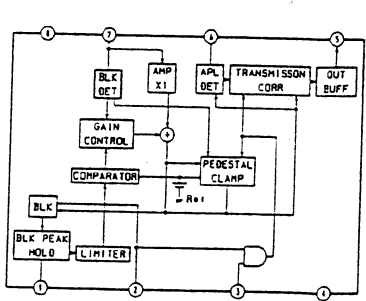 8
7
6
5
BLK
DET
AMP
X1
APL
DET
TRANSMISSON
CORR
OUT
BUFF
GAIN
CONTROL
+
COMPARATOR
PEDESTAL
CLAMP
Ref
BLK
BLK PEAK
HOLD
LIMITER
1
2
3
4